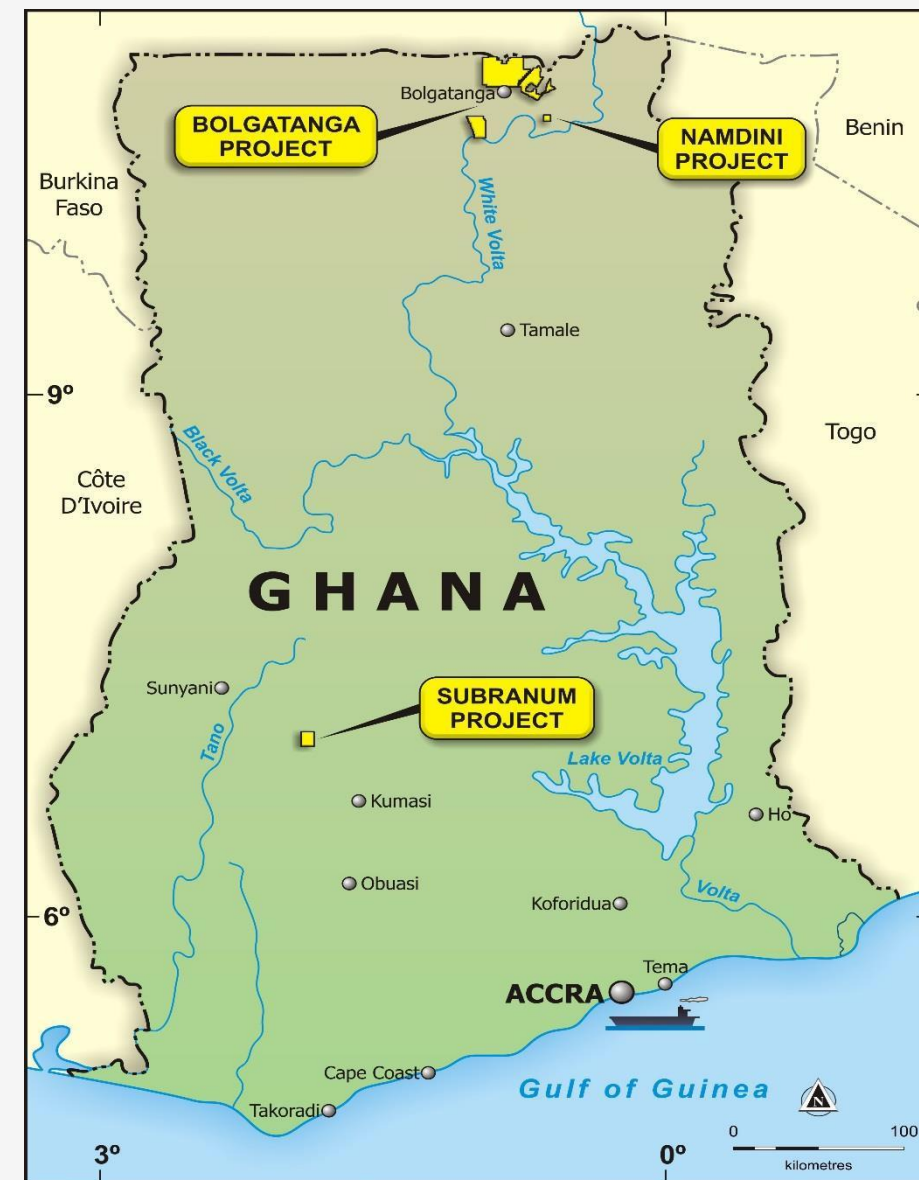 Bolgatanga
BOLGATANGA
PROJECT
NAMDINI
PROJECT
Benin
Burkina
Faso
White Volta
Tamale
9º
Togo
Black Volta
Côte
D'Ivoire
GHANA
Sunyani
SUBRANUM
PROJECT
Tano
Lake Volta
Kumasi
Ho
Obuasi
Koforidua
Volta
6º
Tema
ACCRA
Cape Coast
Gulf of Guinea
Takoradi
N
0 100
kilometres
3º
0º